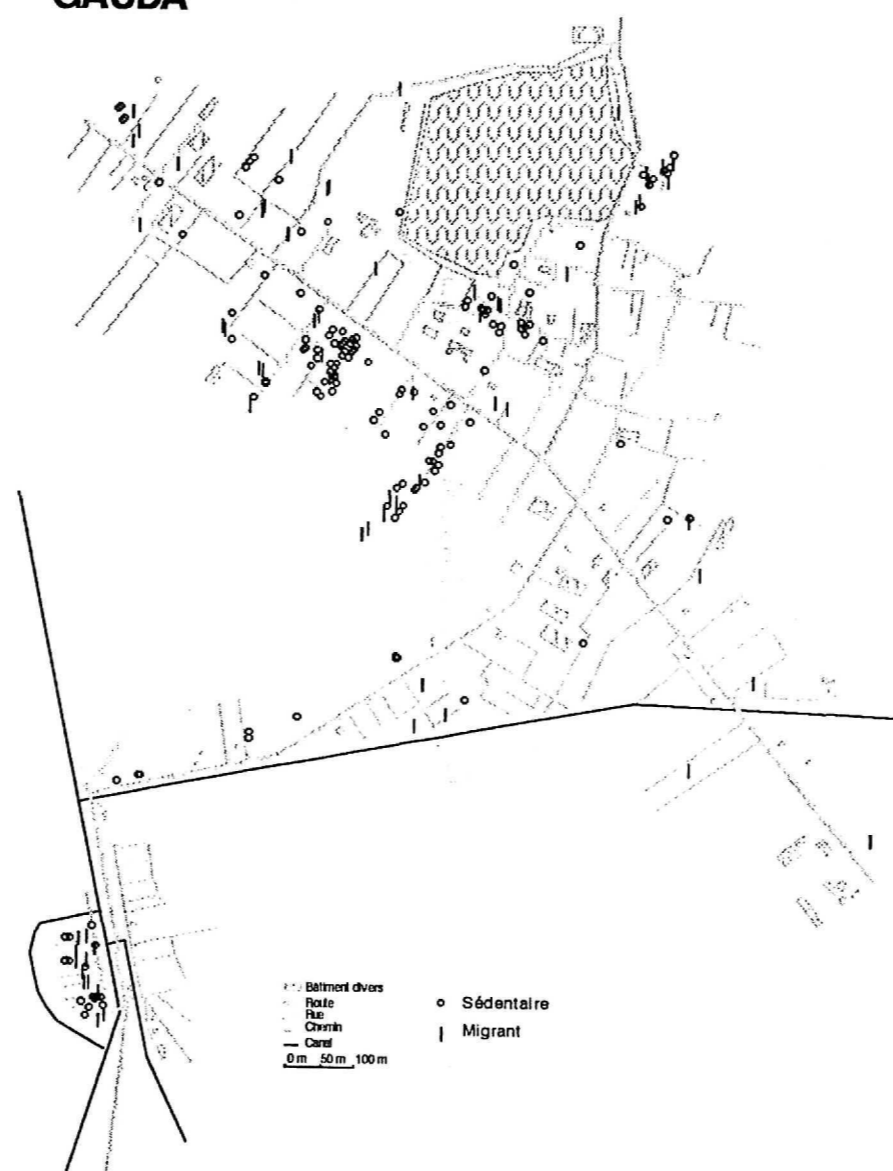 GAUDA
Bâtiment divers
Route
Rue
Chemin
Canal
0 m 50 m 100 m
Sédentaire
Migrant